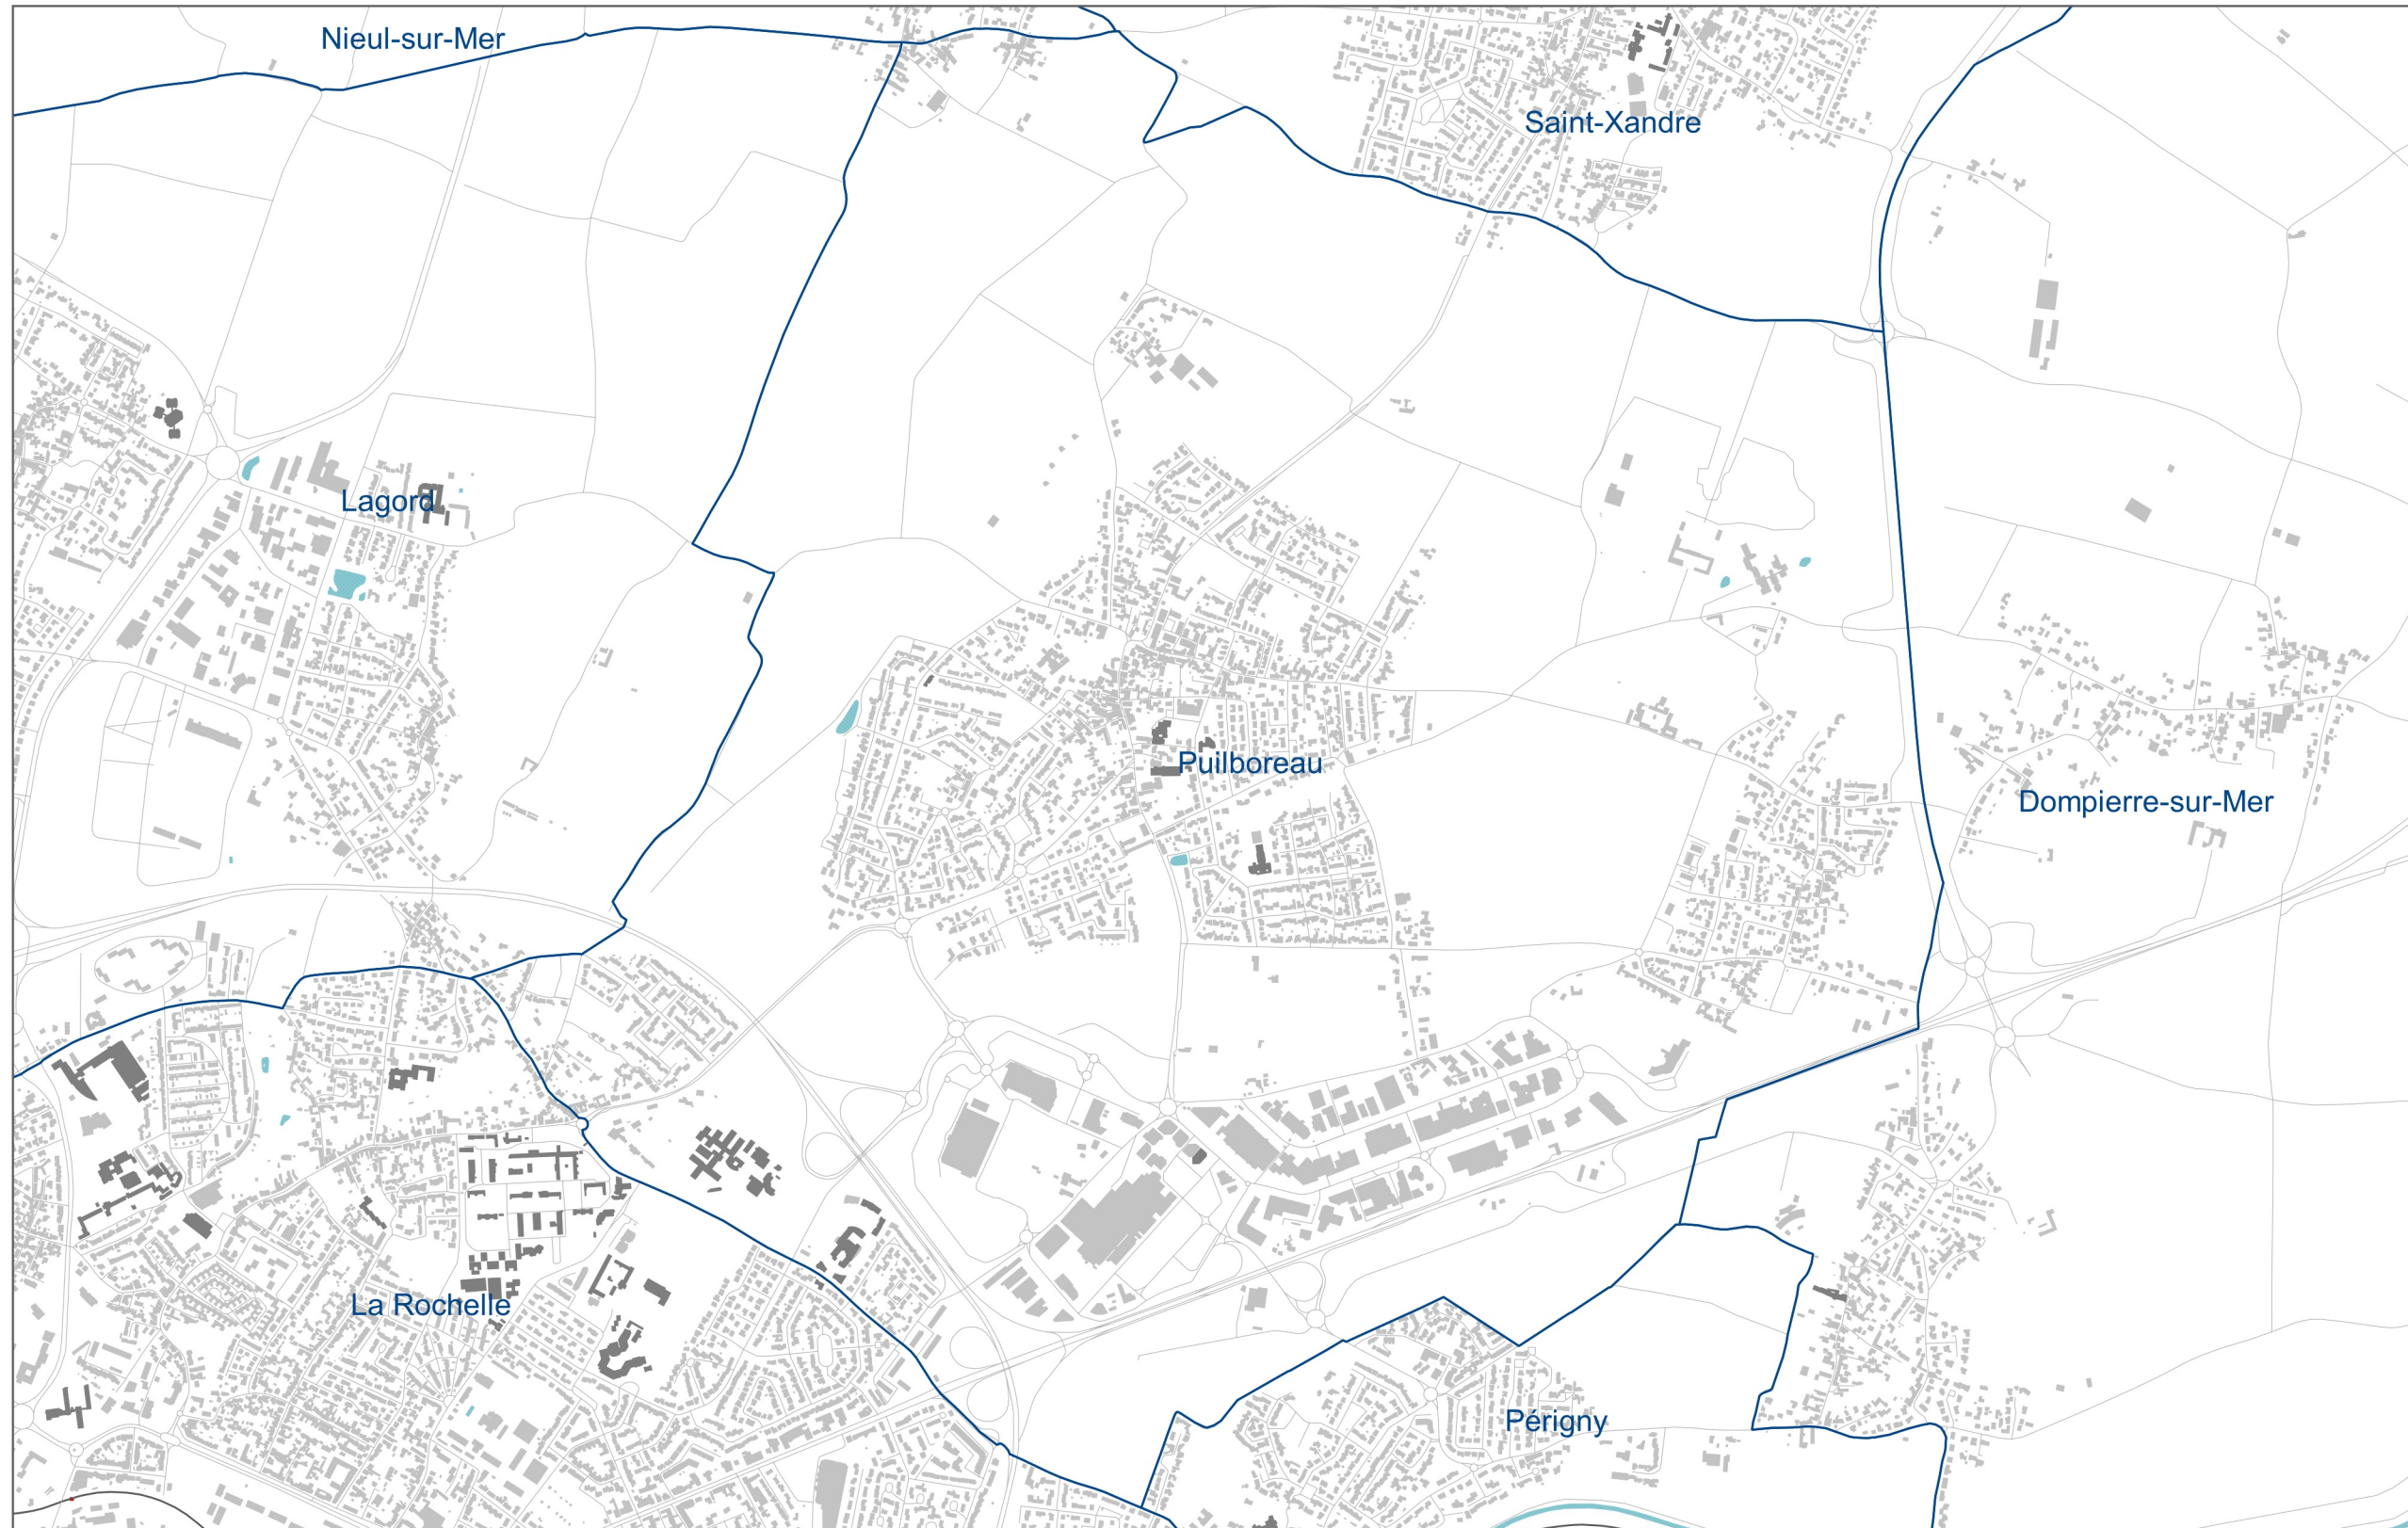 Nieul-sur-Mer
Saint-Xandre
Lagord
Puilboreau
Dompierre-sur-Mer
La Rochelle
Périgny